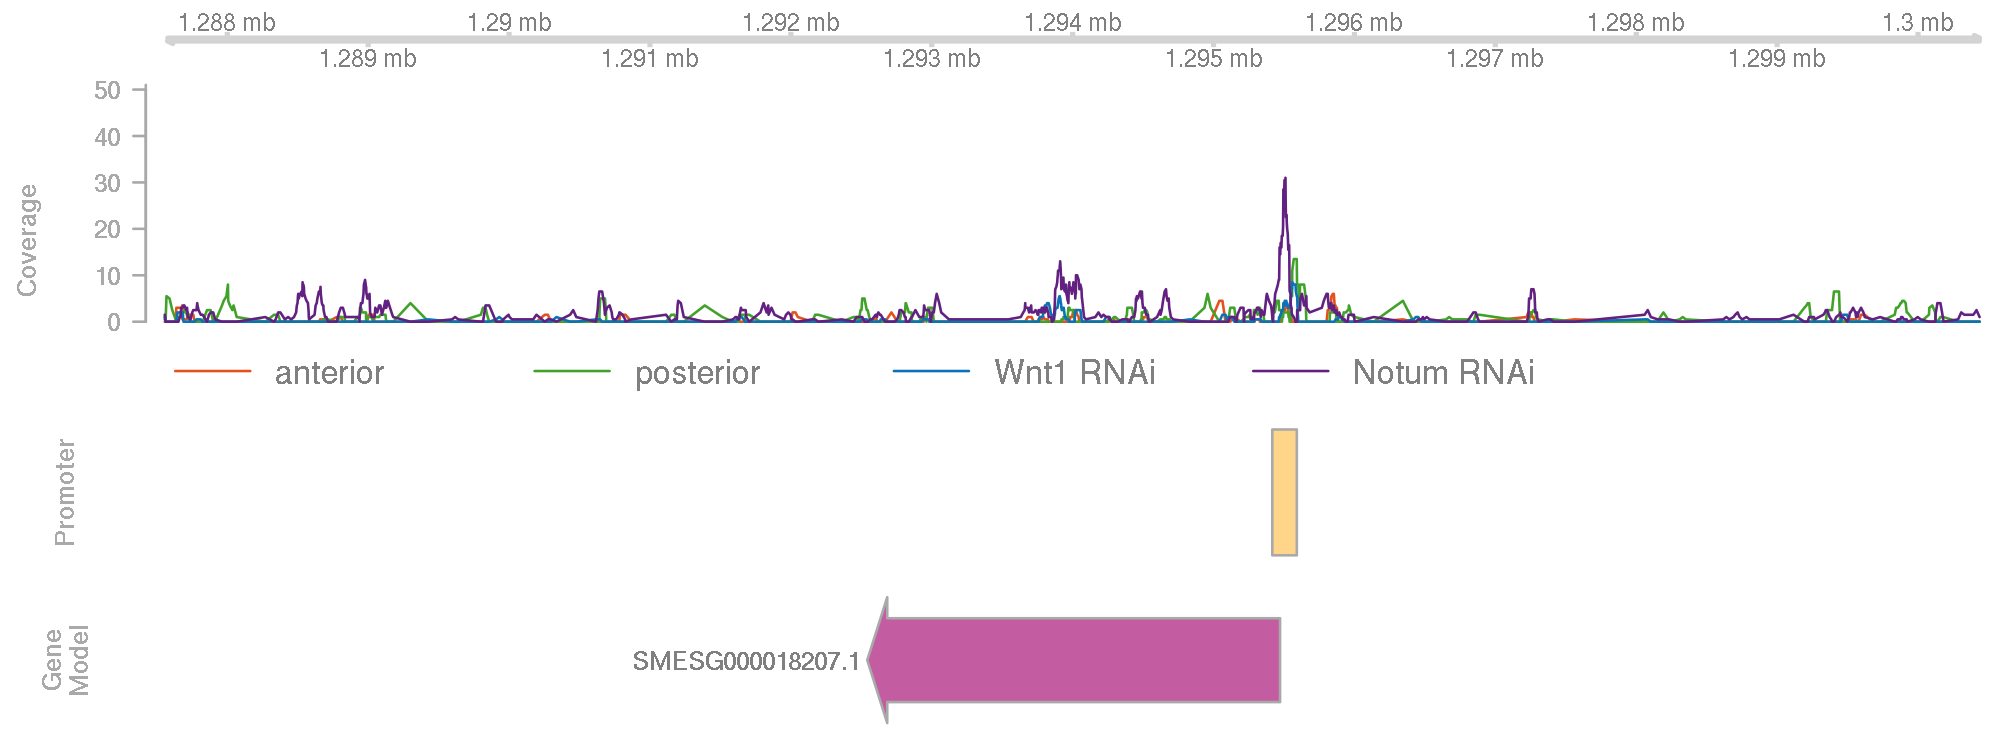 1.288 mb 1.29 mb 1.292 mb 1.294 mb 1.296 mb 1.298 mb 1.3 mb
1.289 mb 1.291 mb 1.293 mb 1.295 mb 1.297 mb 1.299 mb
50
40
30
20
10
0
Coverage
anterior posterior Wnt1 RNAi Notum RNAi
Promoter
Gene
Model
SMESG000018207.1